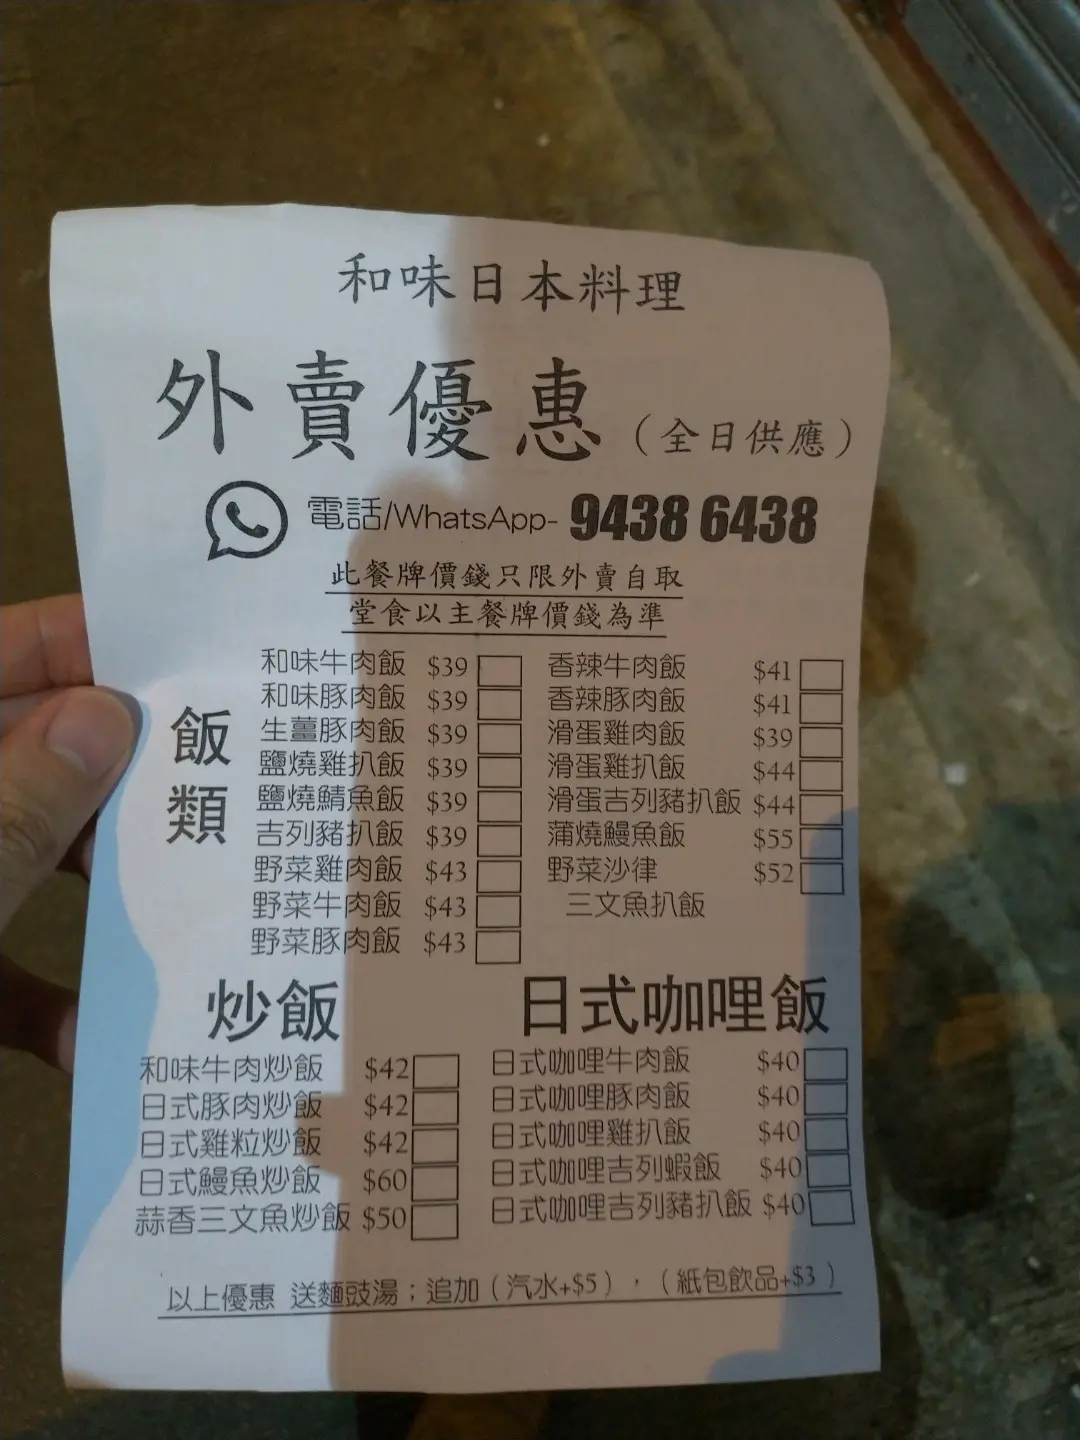 和味日本料理
外賣優惠（全日供應）
電話/WhatsApp- 9438 6438
此餐牌價錢只限外賣自取
堂食以主餐牌價錢為準
飯類
和味牛肉飯 $39
和味豚肉飯 $39
生薑豚肉飯 $39
鹽燒雞扒飯 $39
鹽燒鯖魚飯 $39
吉列豬扒飯 $39
野菜雞肉飯 $43
野菜牛肉飯 $43
野菜豚肉飯 $43
香辣牛肉飯 $41
香辣豚肉飯 $41
滑蛋雞肉飯 $39
滑蛋雞扒飯 $44
滑蛋吉列豬扒飯 $44
蒲燒鰻魚飯 $55
野菜沙律 $52
三文魚扒飯
炒飯
和味牛肉炒飯 $42
日式豚肉炒飯 $42
日式雞粒炒飯 $42
日式鰻魚炒飯 $60
蒜香三文魚炒飯 $50
日式咖哩飯
日式咖哩牛肉飯 $40
日式咖哩豚肉飯 $40
日式咖哩雞扒飯 $40
日式咖哩吉列蝦飯 $40
日式咖哩吉列豬扒飯 $40
以上優惠 送麵豉湯；追加（汽水+$5），（紙包飲品+$3）